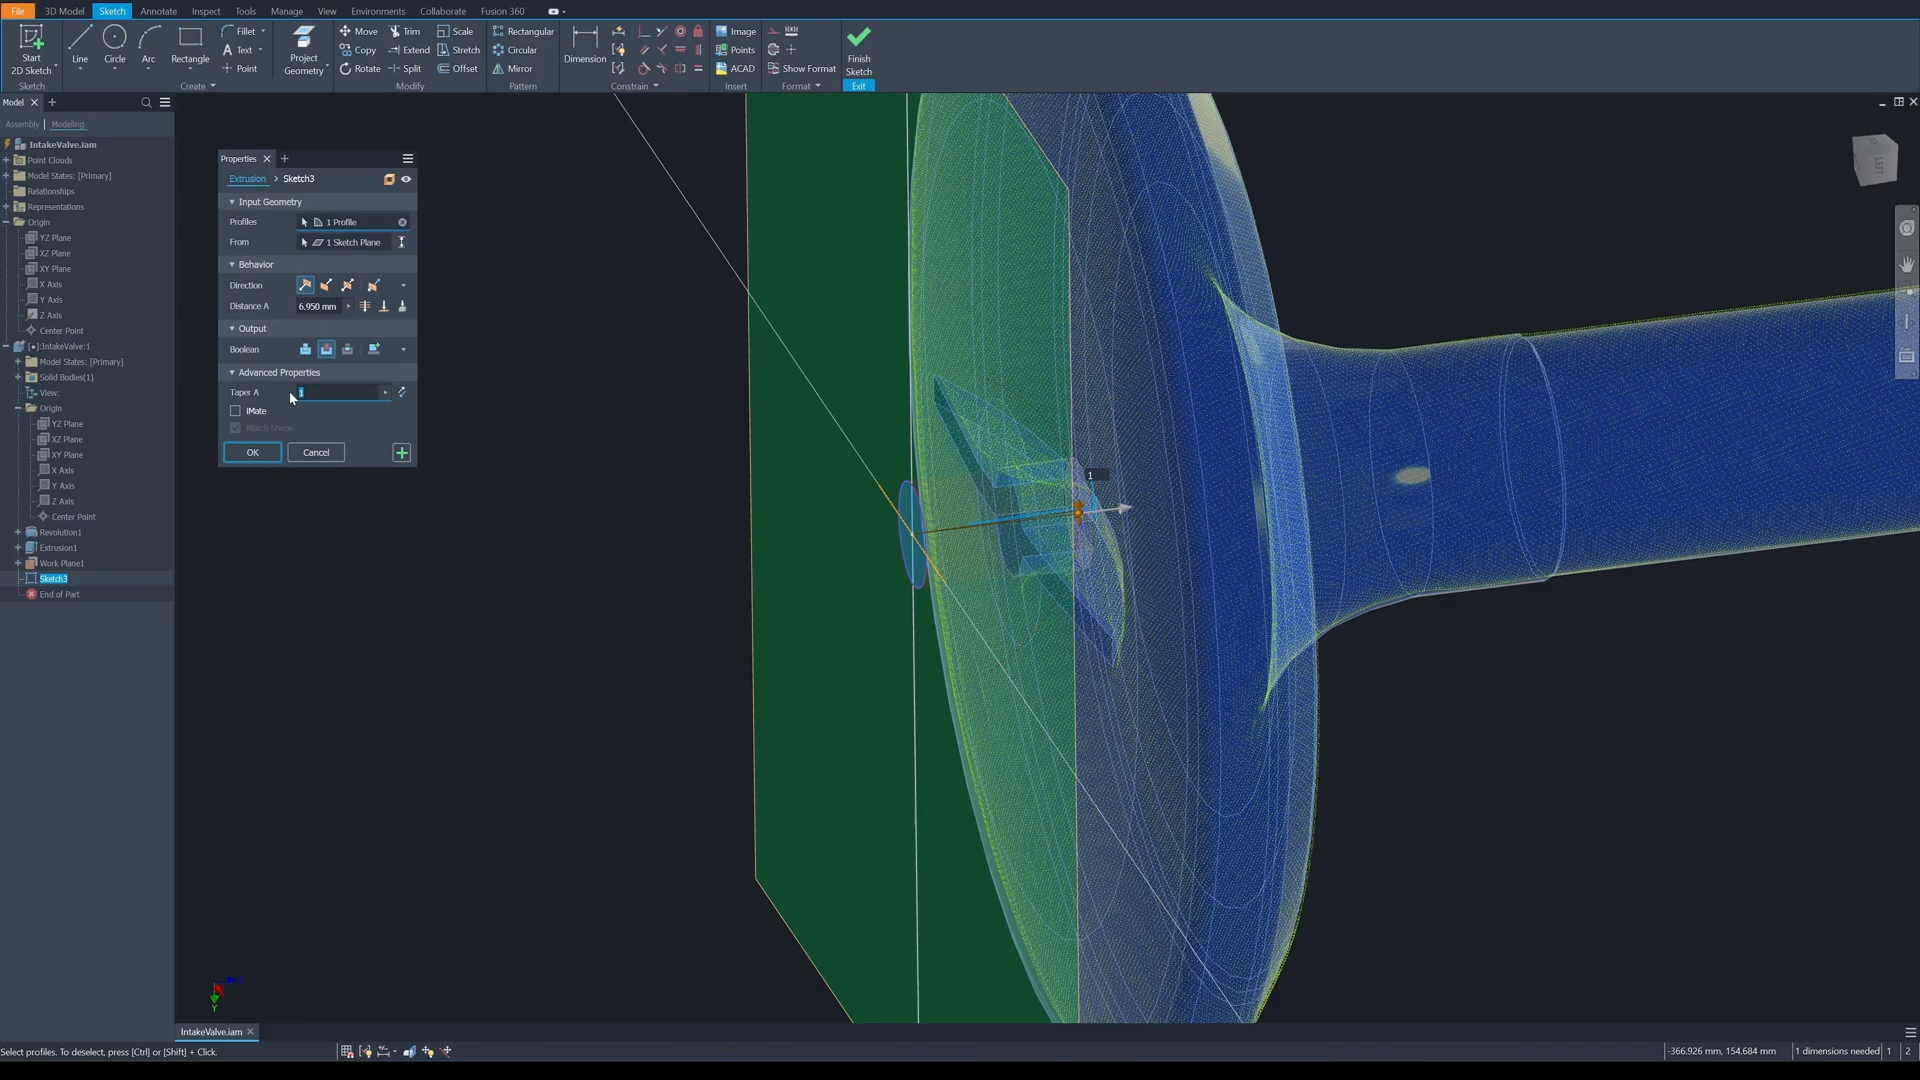 File 3D Model Sketch Annotate Inspect Tools Manage View Environments Collaborate Fusion 360
Start 2D Sketch
Line
Circle
Arc
Rectangle
Fillet
Text
Point
Project Geometry
Move Trim Scale
Copy Extend Stretch
Rotate Split Offset
Rectangular
Circular
Mirror
Dimension
Image
Points
ACAD
Show Format
Finish Sketch
Sketch Create Modify Pattern Constrain Insert Format Exit
Model
Assembly | Modeling
IntakeValve.iam
Point Clouds
Model States: [Primary]
Relationships
Representations
Origin
YZ Plane
XZ Plane
XY Plane
X Axis
Y Axis
Z Axis
Center Point
[•]:IntakeValve:1
Model States: [Primary]
Solid Bodies(1)
View:
Origin
YZ Plane
XZ Plane
XY Plane
X Axis
Y Axis
Z Axis
Center Point
Revolution1
Extrusion1
Work Plane1
Sketch3
End of Part
Properties
Extrusion > Sketch3
Input Geometry
Profiles 1 Profile
From 1 Sketch Plane
Behavior
Direction
Distance A 6.950 mm
Output
Boolean
Advanced Properties
Taper A 1
iMate
Match Shape
OK Cancel
1
LEFT
Y
IntakeValve.iam
Select profiles. To deselect, press [Ctrl] or [Shift] + Click.
-366.926 mm, 154.684 mm 1 dimensions needed 1 2